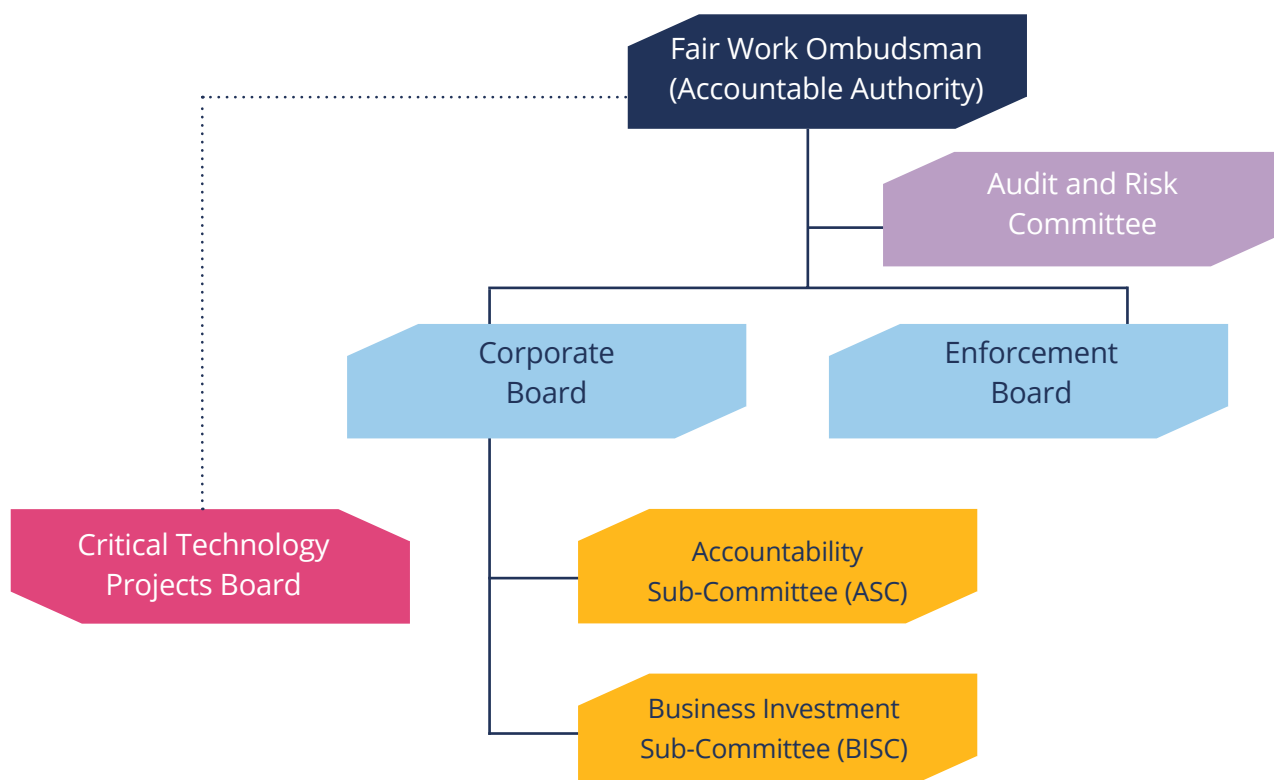 Fair Work Ombudsman
(Accountable Authority)
Audit and Risk
Committee
Corporate
Board
Enforcement
Board
Critical Technology
Projects Board
Accountability
Sub-Committee (ASC)
Business Investment
Sub-Committee (BISC)